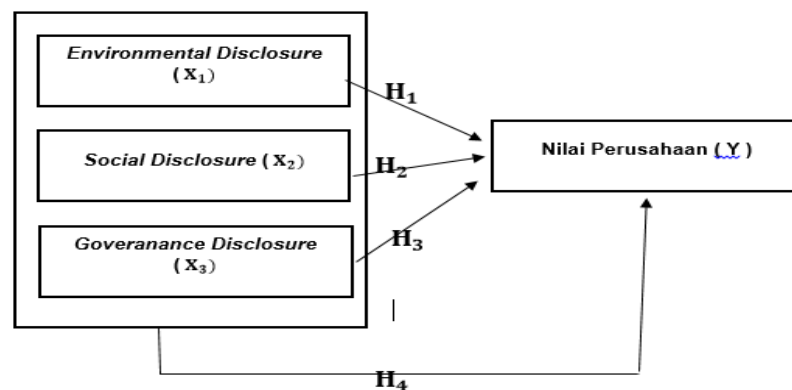 Environmental Disclosure
(X₁)
H₁
Nilai Perusahaan ( Y )
Social Disclosure (X₂)
H₂
Goveranance Disclosure
(X₃)
H₃
H₄